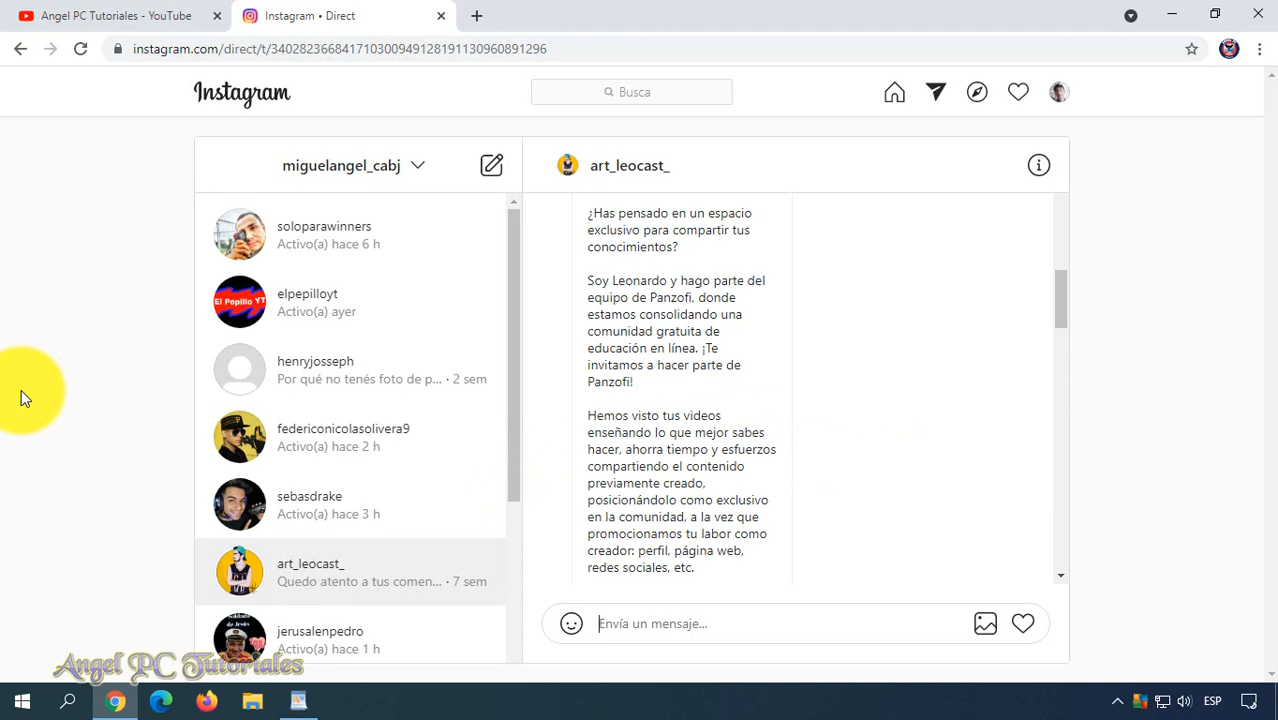 Angel PC Tutoriales - YouTube
Instagram • Direct
instagram.com/direct/t/340282366841710300949128191130960891296
Instagram
Busca
miguelangel_cabj
soloparawinners
Activo(a) hace 6 h
El Popillo YT
elpepilloyt
Activo(a) ayer
henryjosseph
Por qué no tenés foto de p... · 2 sem
federiconicolasolivera9
Activo(a) hace 2 h
sebasdrake
Activo(a) hace 3 h
art_leocast_
Quedo atento a tus comen... · 7 sem
jerusalenpedro
Activo(a) hace 1 h
art_leocast_
¿Has pensado en un espacio
exclusivo para compartir tus
conocimientos?
Soy Leonardo y hago parte del
equipo de Panzofi, donde
estamos consolidando una
comunidad gratuita de
educación en línea. ¡Te
invitamos a hacer parte de
Panzofi!
Hemos visto tus videos
enseñando lo que mejor sabes
hacer, ahorra tiempo y esfuerzos
compartiendo el contenido
previamente creado,
posicionándolo como exclusivo
en la comunidad, a la vez que
promocionamos tu labor como
creador: perfil, página web,
redes sociales, etc.
Envía un mensaje...
Angel PC Tutoriales
ESP